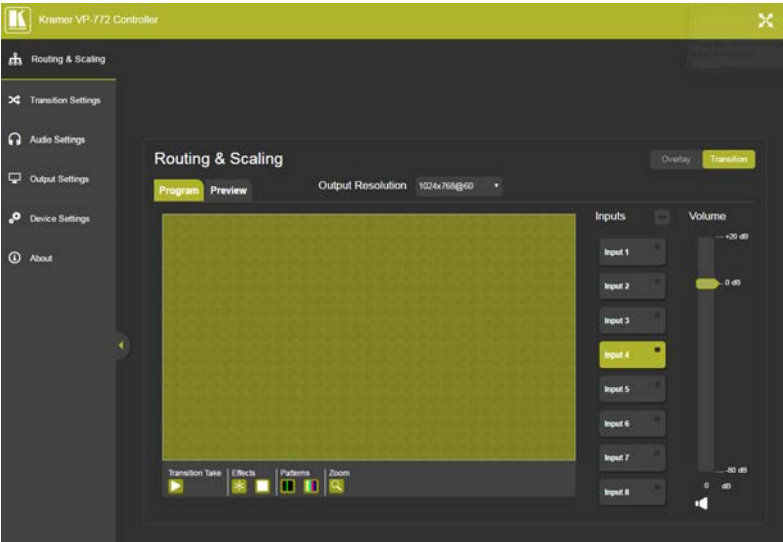 Kramer VP-772 Controller
Routing & Scaling
Transition Settings
Audio Settings
Output Settings
Device Settings
About
Routing & Scaling
Overlay
Transition
Program
Preview
Output Resolution
1024x768@60
Inputs
Volume
Input 1
Input 2
Input 3
Input 4
Input 5
Input 6
Input 7
Input 8
+20 dB
0 dB
-80 dB
0 dB
Transition Take
Effects
Patterns
Zoom